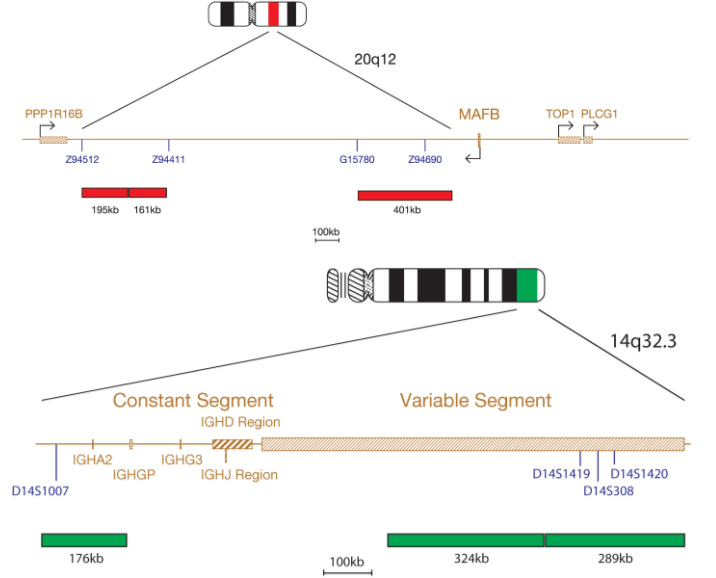 20q12
PPP1R16B
MAFB
TOP1 PLCG1
Z94512
Z94411
G15780
Z94690
195kb 161kb
401kb
100kb
14q32.3
Constant Segment
Variable Segment
IGHD Region
IGHA2
IGHGP
IGHG3
IGHJ Region
D14S1007
D14S1419
D14S308
D14S1420
176kb
324kb
289kb
100kb